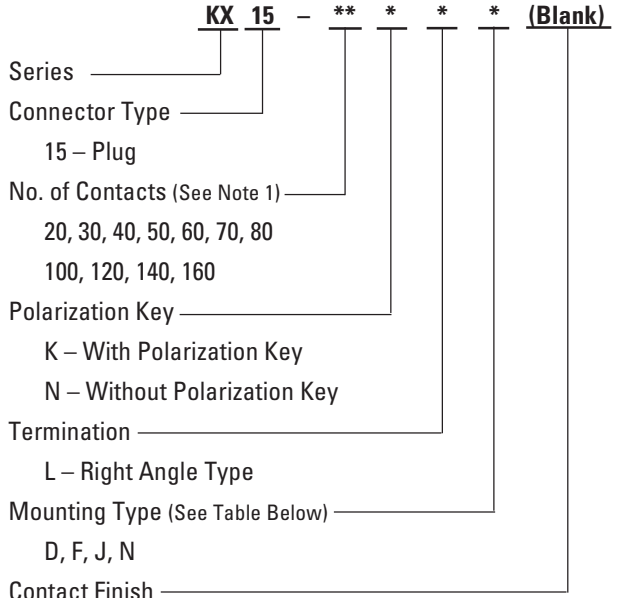 KX 15 – ** * * * (Blank)
Series
Connector Type
15 – Plug
No. of Contacts (See Note 1)
20, 30, 40, 50, 60, 70, 80
100, 120, 140, 160
Polarization Key
K – With Polarization Key
N – Without Polarization Key
Termination
L – Right Angle Type
Mounting Type (See Table Below)
D, F, J, N
Contact Finish